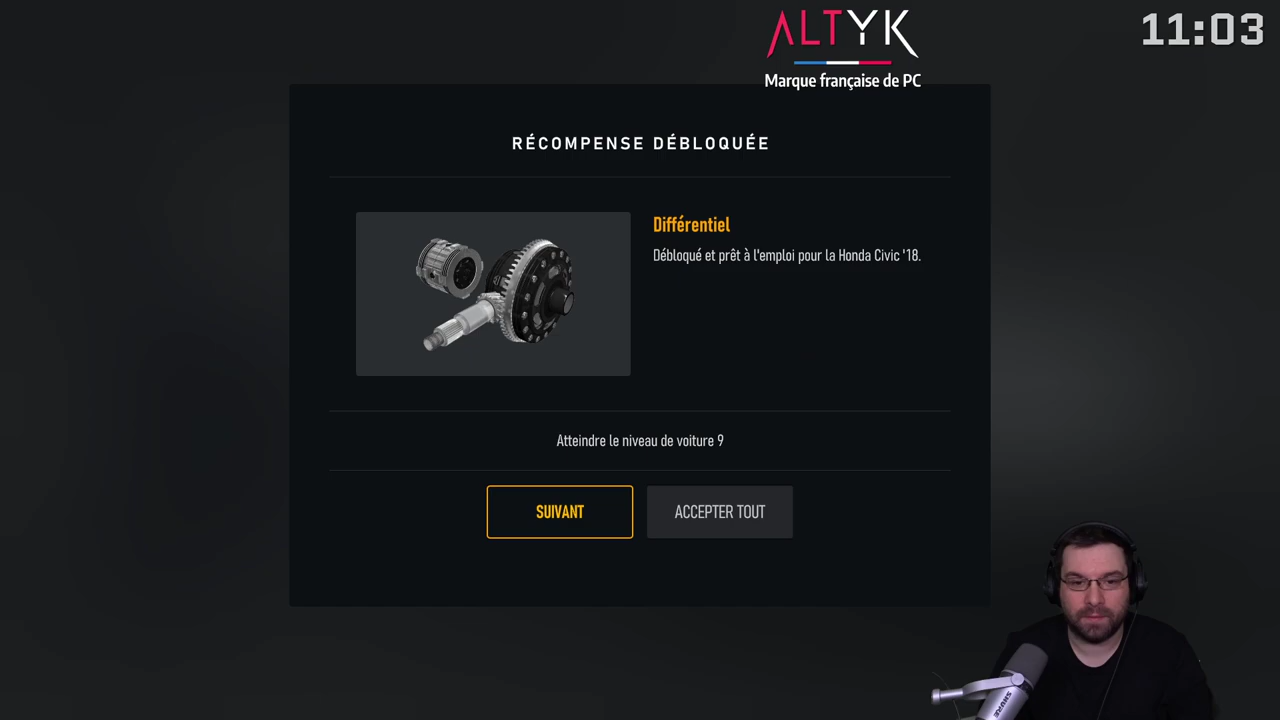 ALTYK
Marque française de PC
11:03
RÉCOMPENSE DÉBLOQUÉE
Différentiel
Débloqué et prêt à l'emploi pour la Honda Civic '18.
Atteindre le niveau de voiture 9
SUIVANT
ACCEPTER TOUT
SHURE